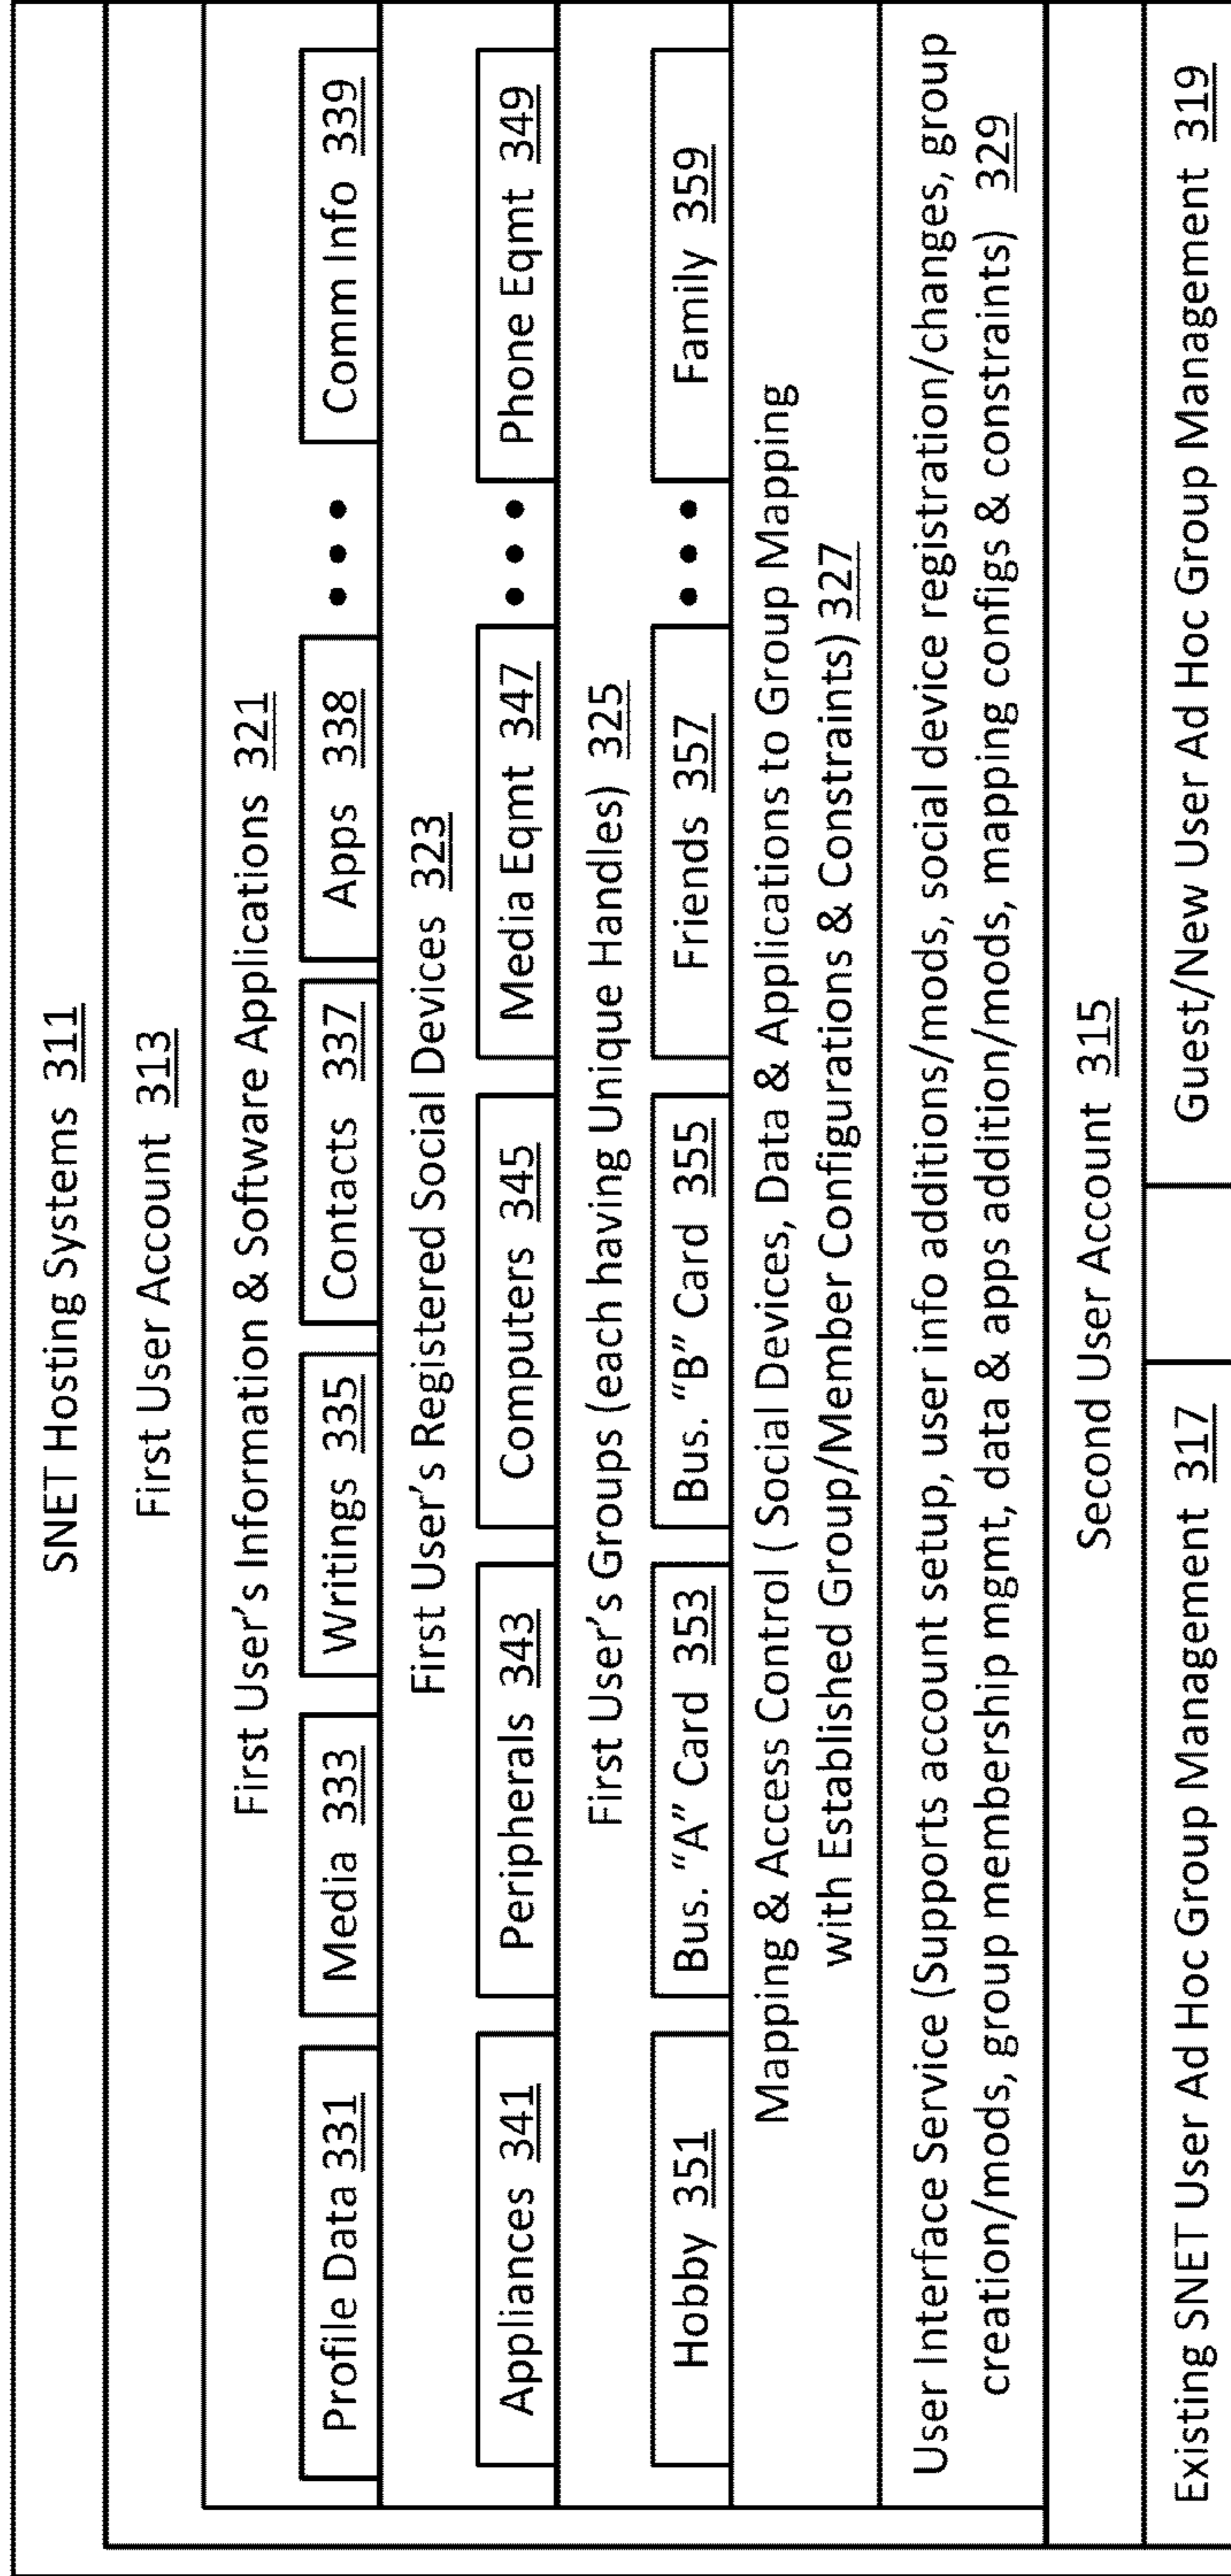 SNET Hosting Systems 311
First User Account 313
First User's Information & Software Applications 321
Profile Data 331
Media 333
Writings 335
Contacts 337
Apps 338
Comm Info 339
First User's Registered Social Devices 323
Appliances 341
Peripherals 343
Computers 345
Media Eqmt 347
Phone Eqmt 349
First User's Groups (each having Unique Handles) 325
Hobby 351
Bus. “A” Card 353
Bus. “B” Card 355
Friends 357
Family 359
Mapping & Access Control ( Social Devices, Data & Applications to Group Mapping
with Established Group/Member Configurations & Constraints) 327
User Interface Service (Supports account setup, user info additions/mods, social device registration/changes, group
creation/mods, group membership mgmt, data & apps addition/mods, mapping configs & constraints) 329
Second User Account 315
Existing SNET User Ad Hoc Group Management 317
Guest/New User Ad Hoc Group Management 319